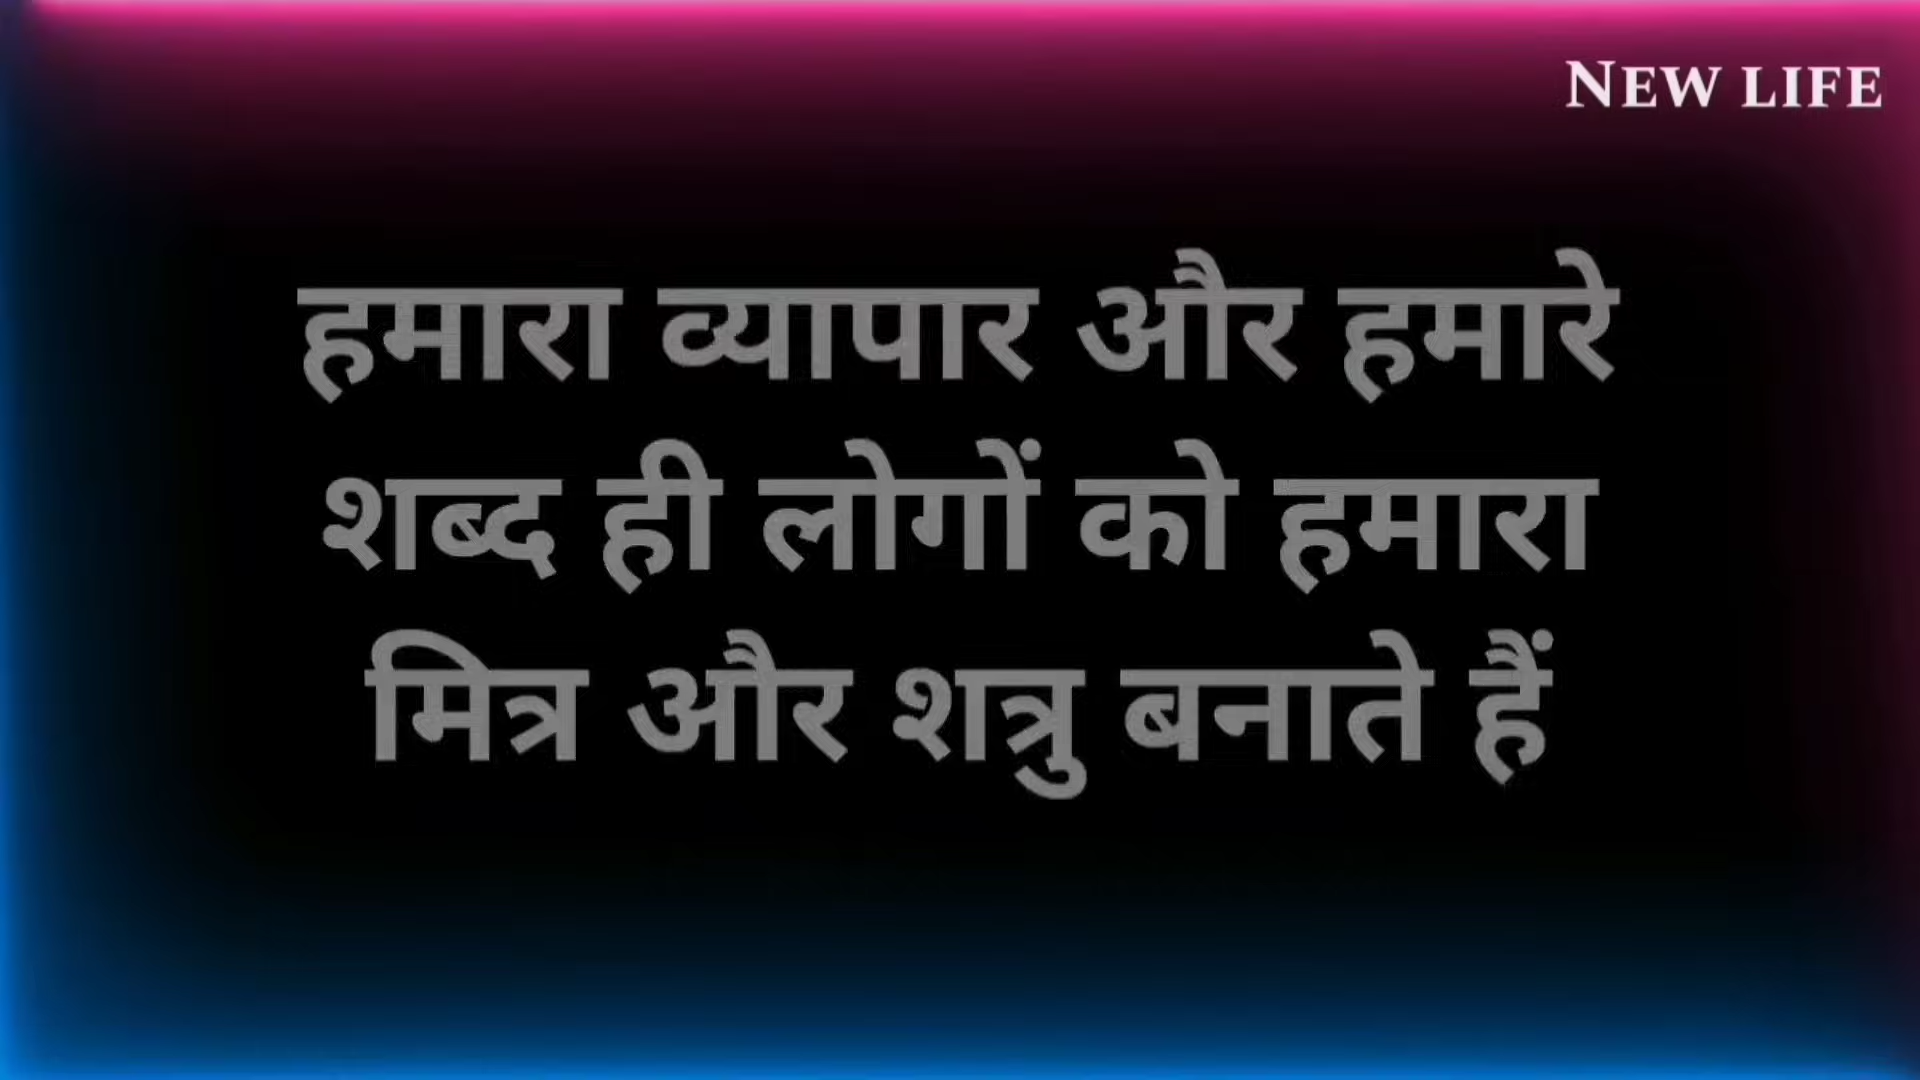 NEW LIFE
हमारा व्यापार और हमारे
शब्द ही लोगों को हमारा
मित्र और शत्रु बनाते हैं